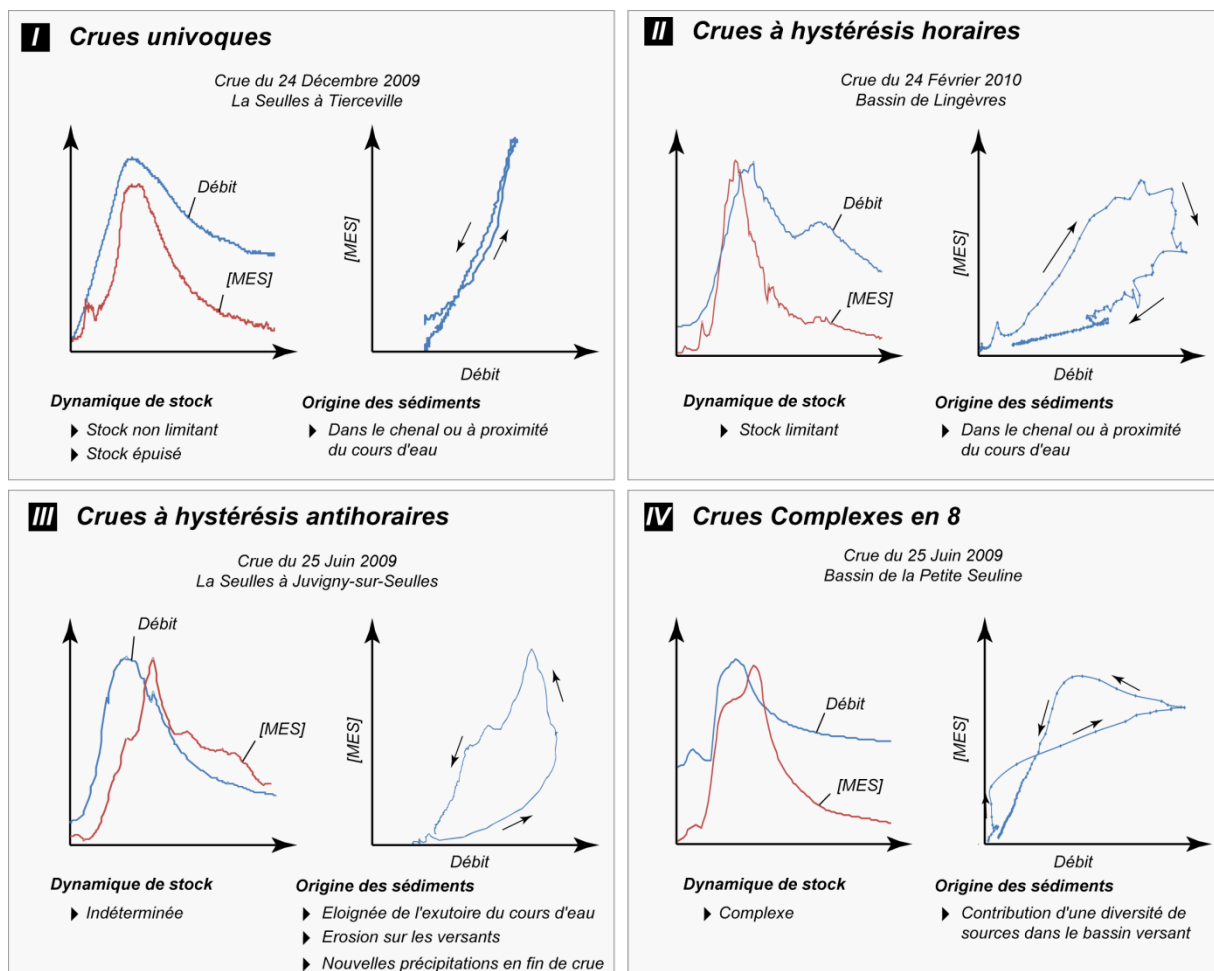 I Crues univoques
Crue du 24 Décembre 2009
La Seulles à Tierceville
Débit
[MES]
[MES]
Débit
Dynamique de stock
Stock non limitant
Stock épuisé
Origine des sédiments
Dans le chenal ou à proximité
du cours d'eau
II Crues à hystérésis horaires
Crue du 24 Février 2010
Bassin de Lingèvres
Débit
[MES]
[MES]
Débit
Dynamique de stock
Stock limitant
Origine des sédiments
Dans le chenal ou à proximité
du cours d'eau
III Crues à hystérésis antihoraires
Crue du 25 Juin 2009
La Seulles à Juvigny-sur-Seulles
Débit
[MES]
[MES]
Débit
Dynamique de stock
Indéterminée
Origine des sédiments
Eloignée de l'exutoire du cours d'eau
Erosion sur les versants
Nouvelles précipitations en fin de crue
IV Crues Complexes en 8
Crue du 25 Juin 2009
Bassin de la Petite Seuline
Débit
[MES]
[MES]
Débit
Dynamique de stock
Complexe
Origine des sédiments
Contribution d'une diversité de
sources dans le bassin versant